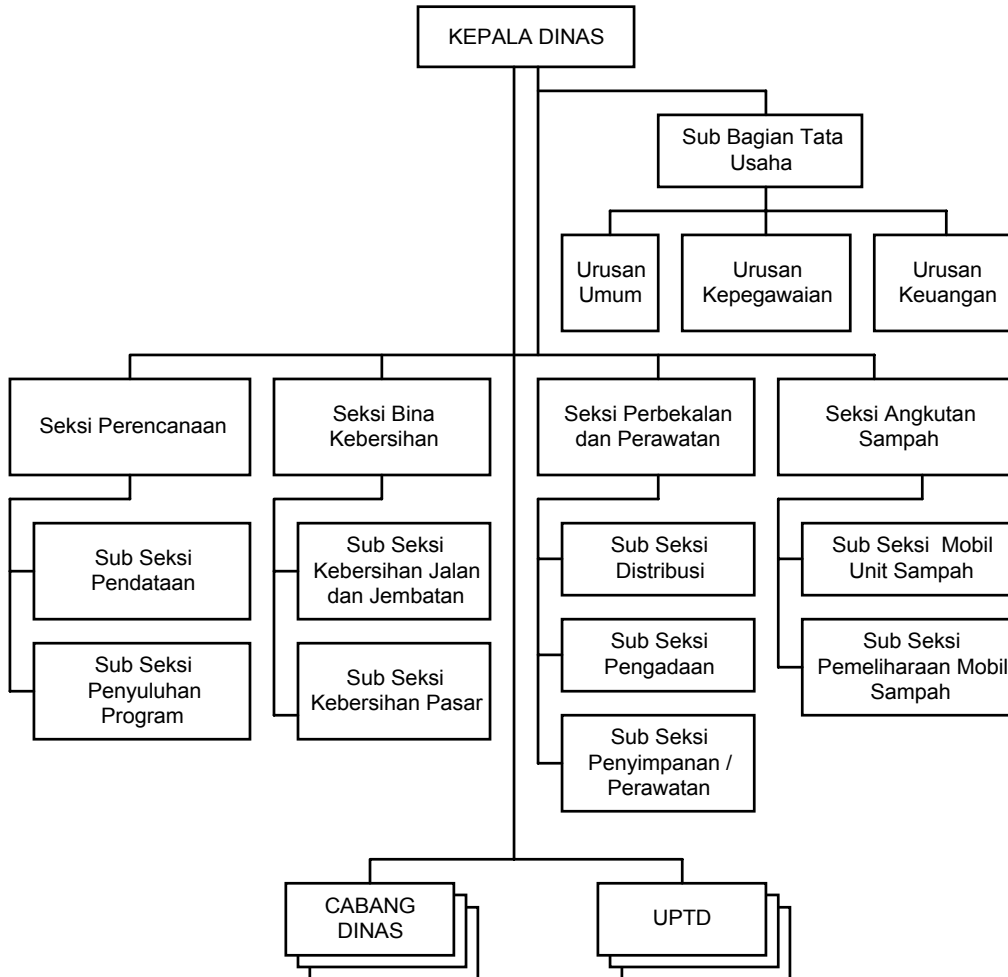 KEPALA DINAS
Sub Bagian Tata
Usaha
Urusan
Umum
Urusan
Kepegawaian
Urusan
Keuangan
Seksi Perencanaan
Seksi Bina
Kebersihan
Seksi Perbekalan
dan Perawatan
Seksi Angkutan
Sampah
Sub Seksi
Pendataan
Sub Seksi
Penyuluhan
Program
Sub Seksi
Kebersihan Jalan
dan Jembatan
Sub Seksi
Kebersihan Pasar
Sub Seksi
Distribusi
Sub Seksi
Pengadaan
Sub Seksi
Penyimpanan /
Perawatan
Sub Seksi Mobil
Unit Sampah
Sub Seksi
Pemeliharaan Mobil
Sampah
CABANG
DINAS
UPTD